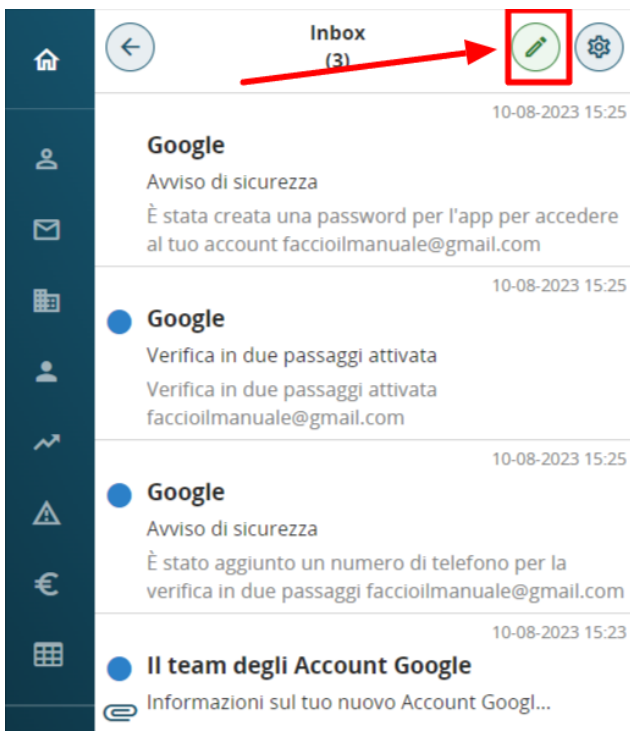 Inbox
(3)
10-08-2023 15:25
Google
Avviso di sicurezza
È stata creata una password per l'app per accedere
al tuo account faccioilmanuale@gmail.com
10-08-2023 15:25
Google
Verifica in due passaggi attivata
Verifica in due passaggi attivata
faccioilmanuale@gmail.com
10-08-2023 15:25
Google
Avviso di sicurezza
È stato aggiunto un numero di telefono per la
verifica in due passaggi faccioilmanuale@gmail.com
10-08-2023 15:23
Il team degli Account Google
Informazioni sul tuo nuovo Account Googl...